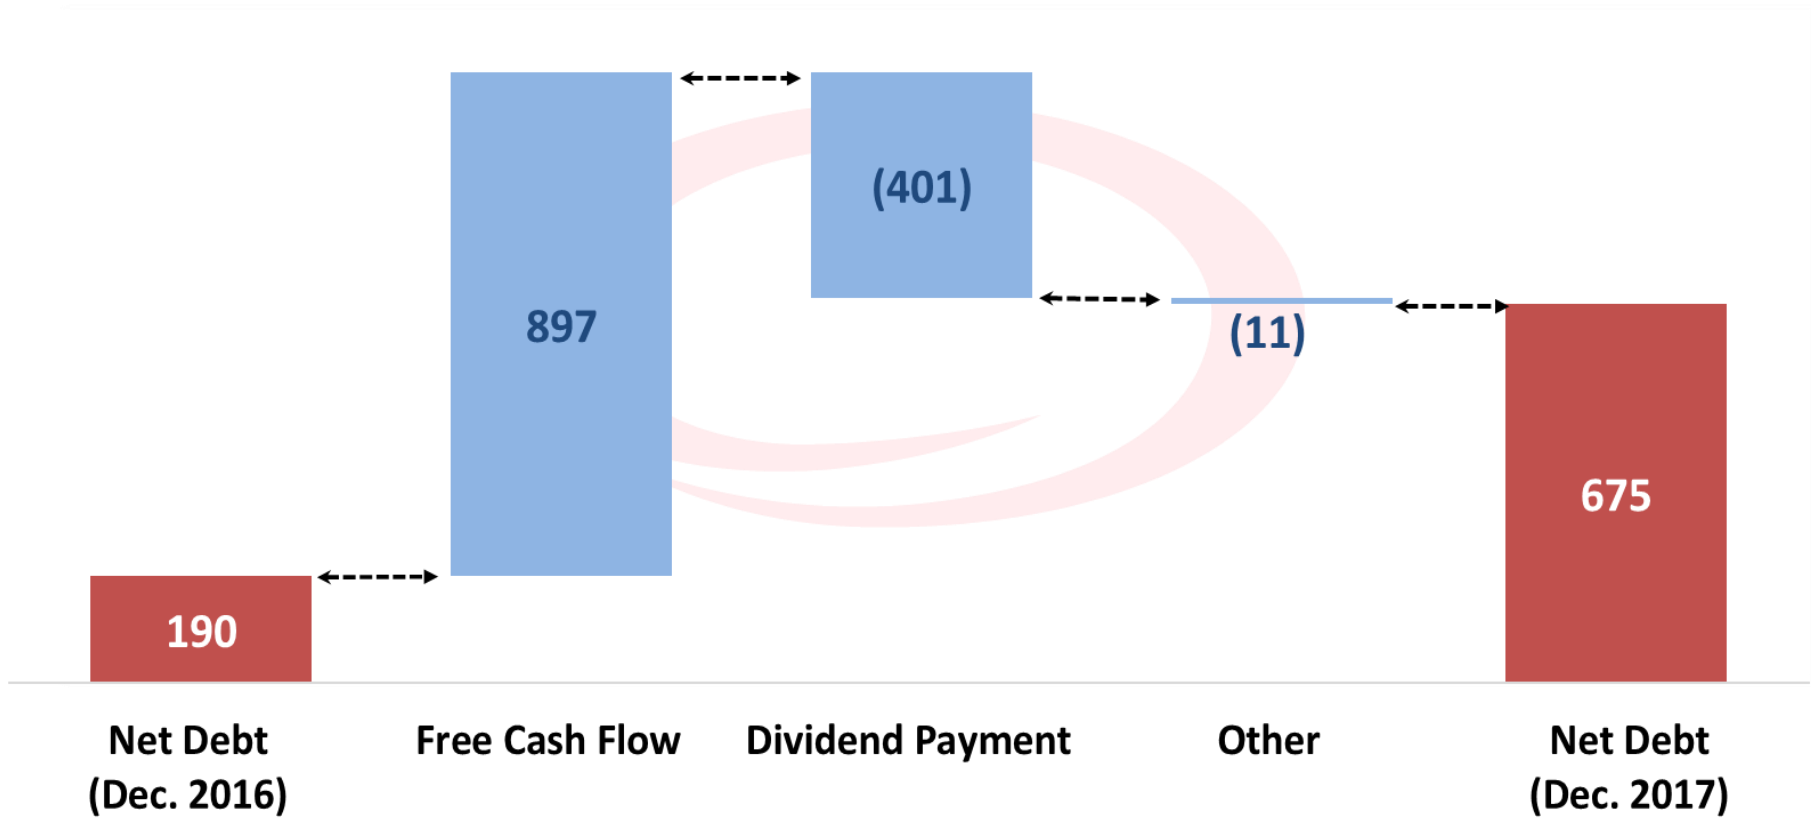 897
(401)
(11)
190
675
Net Debt
(Dec. 2016)
Free Cash Flow
Dividend Payment
Other
Net Debt
(Dec. 2017)